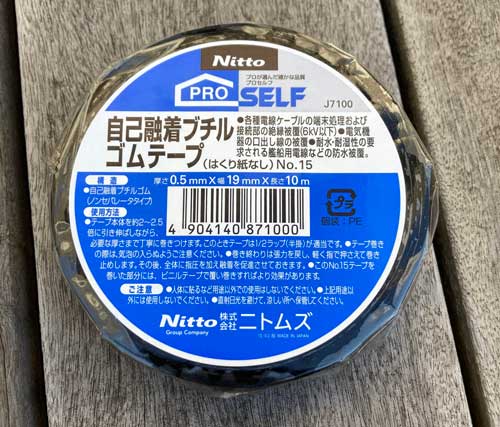 Nitto
プロが選んだ確かな品質
プロセルフ
PRO SELF
J7100
自己融着ブチル
ゴムテープ
(はくり紙なし) No.15
●各種電線ケーブルの端末処理および
接続部の絶縁被覆(6kV以下)●電気機
器の口出し線の被覆●耐水・耐湿性の要
求される艦船用電線などの防水被覆。
厚さ0.5mm×幅19mm×長さ10m
構造
●自己融着ブチルゴム
(ノンセパレータタイプ)
使用方法
●テープ本体を約2〜2.5
倍に引き伸ばしながら、
4904140871000
プラ
個装:PE
必要な厚さまで丁寧に巻きつけます。このときテープは1/2ラップ(半掛)が適当です。●テープ巻き
の際は、気泡の入らぬようご注意ください。●巻き終わりは張力を戻し、軽く指で押さえて巻き
止めします。その後、全体に指圧を加え融着を促進させておきます。●このNo.15テープを
巻いた部分には、ビニルテープで覆い巻きすればより効果があります。
ご注意
●人体に貼るなど用途以外での使用はしないでください。●上記用途以
外には使用しないでください。●直射日光を避けて、涼しい所へ保管してください。
Nitto 株式会社 ニトムズ
Group Company
MADE IN JAPAN